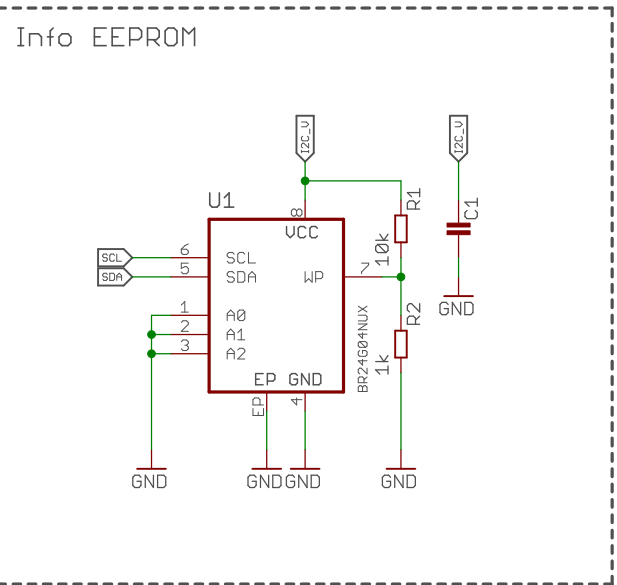 Info EEPROM
I2C_V
I2C_V
U1
8
VCC
R1
10k
C1
GND
SCL
6
SCL
SDA
5
SDA
WP
7
1
A0
2
A1
3
A2
BR24G04NUX
R2
1k
EP GND
EP
4
GND
GND
GND
GND